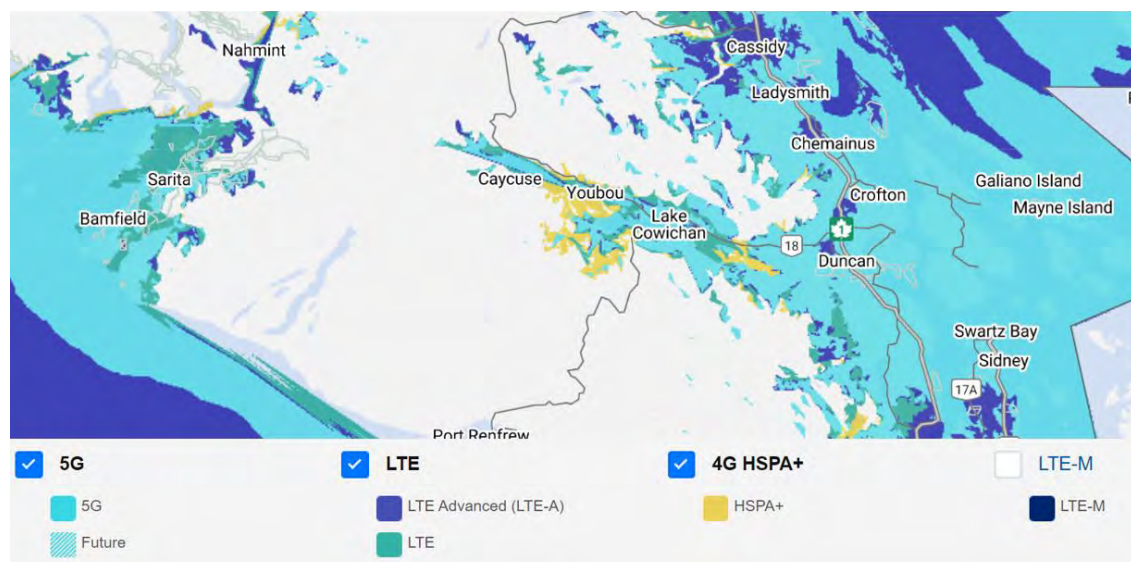 Nahmint
Cassidy
Ladysmith
Chemainus
Sarita
Caycuse
Youbou
Galiano Island
Crofton
Mayne Island
Bamfield
Lake
Cowichan
1
18
Duncan
Swartz Bay
Sidney
17A
Port Renfrew
5G
LTE
4G HSPA+
LTE-M
5G
LTE Advanced (LTE-A)
HSPA+
LTE-M
Future
LTE